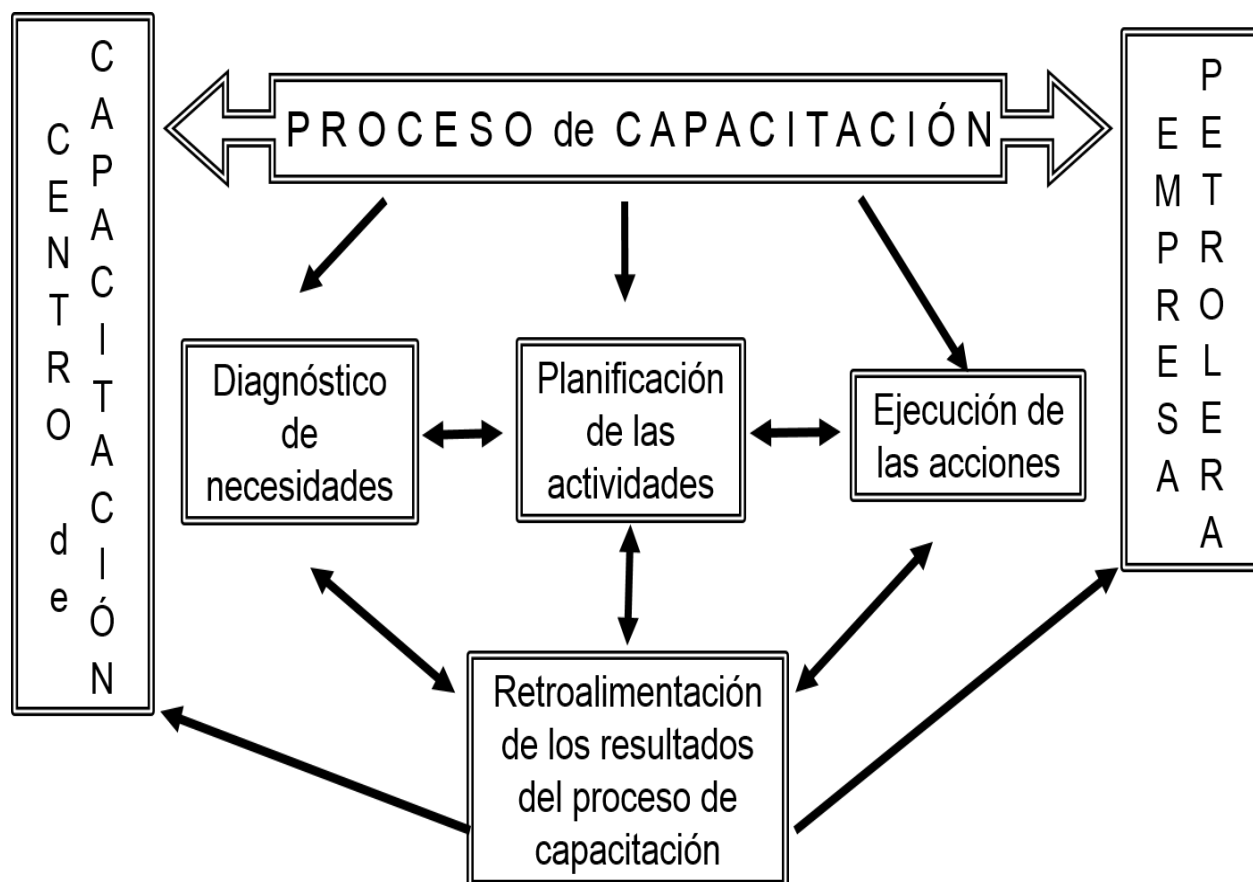 CENTRO de
CAPACITACIÓN
PROCESO de CAPACITACIÓN
EMPRESA
PETROLERA
Diagnóstico
de
necesidades
Planificación
de las
actividades
Ejecución de
las acciones
Retroalimentación
de los resultados
del proceso de
capacitación